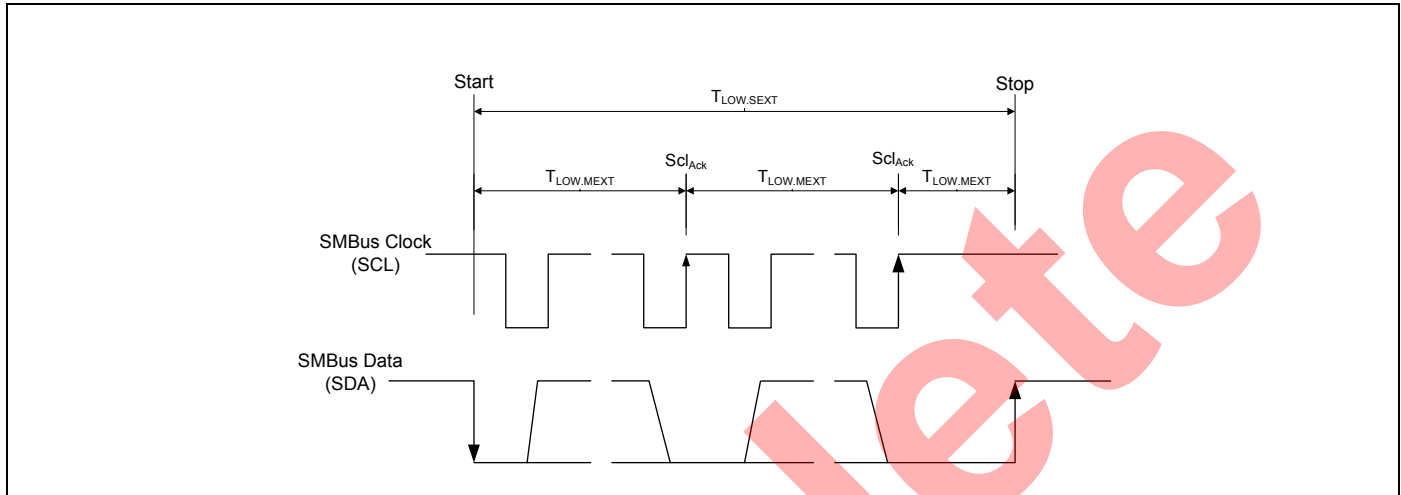 Start
Stop
TLOW.SEXT
SclAck
SclAck
TLOW.MEXT
TLOW.MEXT
TLOW.MEXT
SMBus Clock
(SCL)
SMBus Data
(SDA)
lete